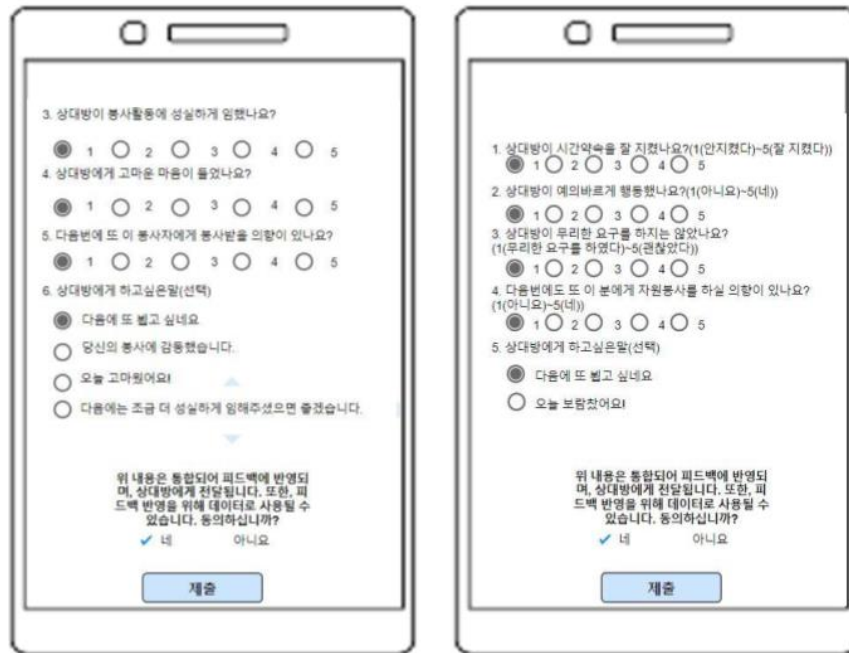 3. 상대방이 봉사활동에 성실하게 임했나요?
1 2 3 4 5
4. 상대방에게 고마운 마음이 들었나요?
1 2 3 4 5
5. 다음번에 또 이 봉사자에게 봉사받을 의향이 있나요?
1 2 3 4 5
6. 상대방에게 하고싶은말(선택)
다음에 또 뵙고 싶네요
당신의 봉사에 감동했습니다.
오늘 고마웠어요!
다음에는 조금 더 성실하게 임해주셨으면 좋겠습니다.
위 내용은 통합되어 피드백에 반영되
며, 상대방에게 전달됩니다. 또한, 피
드백 반영을 위해 데이터로 사용될 수
있습니다. 동의하십니까?
네 아니요
제출
1. 상대방이 시간약속을 잘 지켰나요?(1(안지켰다)~5(잘 지켰다))
1 2 3 4 5
2. 상대방이 예의바르게 행동했나요?(1(아니요)~5(네))
1 2 3 4 5
3. 상대방이 무리한 요구를 하지는 않았나요?
(1(무리한 요구를 하였다)~5(괜찮았다))
1 2 3 4 5
4. 다음번에도 또 이 분에게 자원봉사를 하실 의향이 있나요?
(1(아니요)~5(네))
1 2 3 4 5
5. 상대방에게 하고싶은말(선택)
다음에 또 뵙고 싶네요
오늘 보람찼어요!
위 내용은 통합되어 피드백에 반영되
며, 상대방에게 전달됩니다. 또한, 피
드백 반영을 위해 데이터로 사용될 수
있습니다. 동의하십니까?
네 아니요
제출